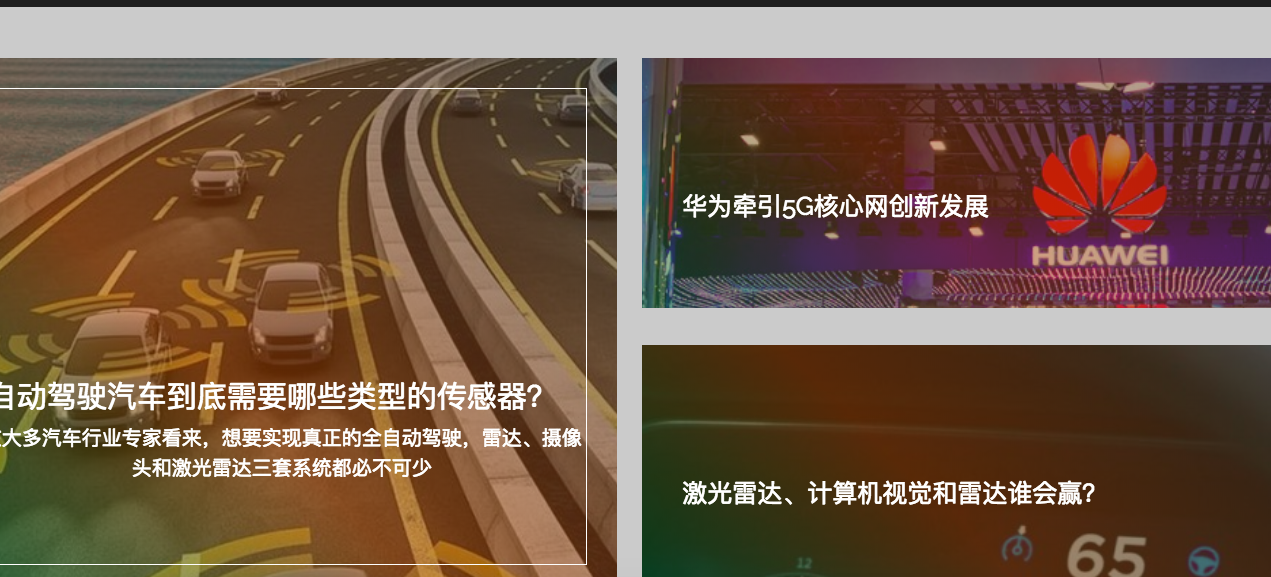 自动驾驶汽车到底需要哪些类型的传感器?
大多汽车行业专家看来，想要实现真正的全自动驾驶，雷达、摄像
头和激光雷达三套系统都必不可少
华为牵引5G核心网创新发展
HUAWEI
激光雷达、计算机视觉和雷达谁会赢?
65
12